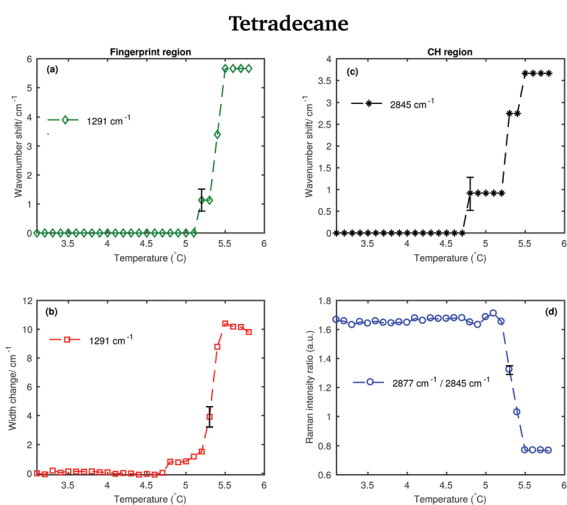 Tetradecane
Fingerprint region
(a)
Wavenumber shift/ cm⁻¹
6
5
4
3
2
1
0
1291 cm⁻¹
3.5 4 4.5 5 5.5 6
Temperature (°C)
CH region
(c)
Wavenumber shift/ cm⁻¹
4
3.5
3
2.5
2
1.5
1
0.5
0
2845 cm⁻¹
3.5 4 4.5 5 5.5 6
Temperature (°C)
(b)
Width change/ cm⁻¹
12
10
8
6
4
2
0
1291 cm⁻¹
3.5 4 4.5 5 5.5 6
Temperature (°C)
(d)
Raman intensity ratio (a.u.)
1.8
1.6
1.4
1.2
1
0.8
0.6
2877 cm⁻¹ / 2845 cm⁻¹
3.5 4 4.5 5 5.5 6
Temperature (°C)